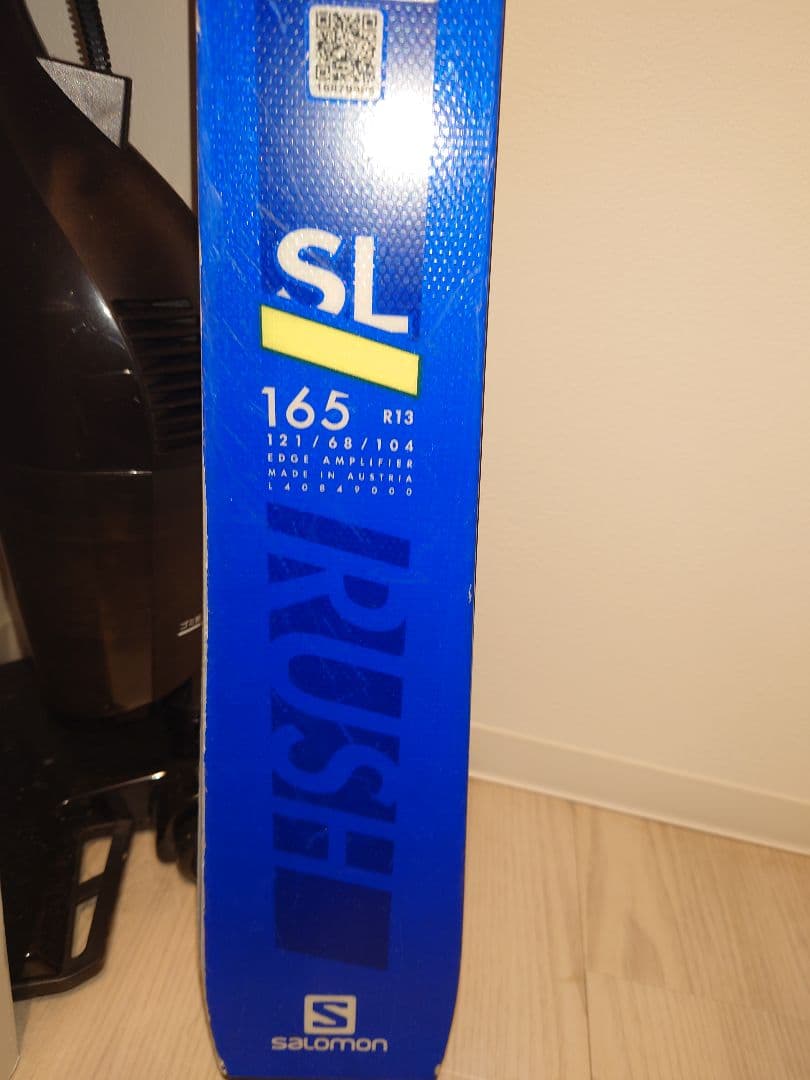 SL
165 R13
121/68/104
EDGE AMPLIFIER
MADE IN AUSTRIA
L40849000
RUSH
S
salomon